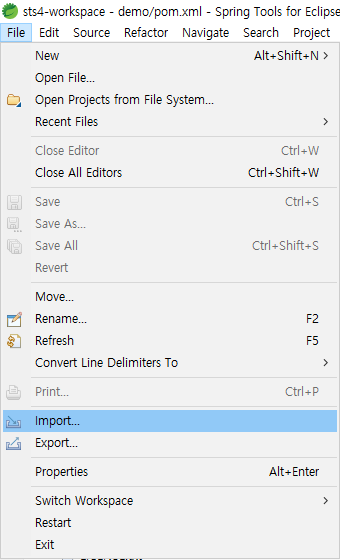 sts4-workspace - demo/pom.xml - Spring Tools for Eclipse
File Edit Source Refactor Navigate Search Project
New Alt+Shift+N >
Open File...
Open Projects from File System...
Recent Files >
Close Editor Ctrl+W
Close All Editors Ctrl+Shift+W
Save Ctrl+S
Save As...
Save All Ctrl+Shift+S
Revert
Move...
Rename... F2
Refresh F5
Convert Line Delimiters To >
Print... Ctrl+P
Import...
Export...
Properties Alt+Enter
Switch Workspace >
Restart
Exit